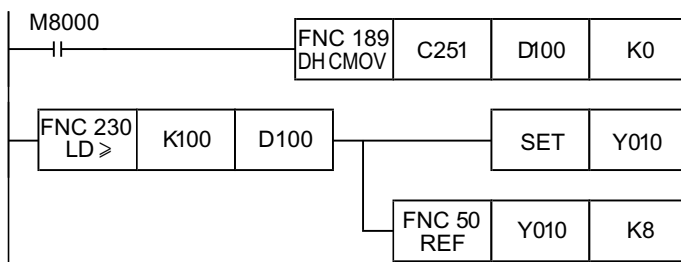 M8000
FNC 189
DH CMOV
C251
D100
K0
FNC 230
LD ⩾
K100
D100
SET
Y010
FNC 50
REF
Y010
K8